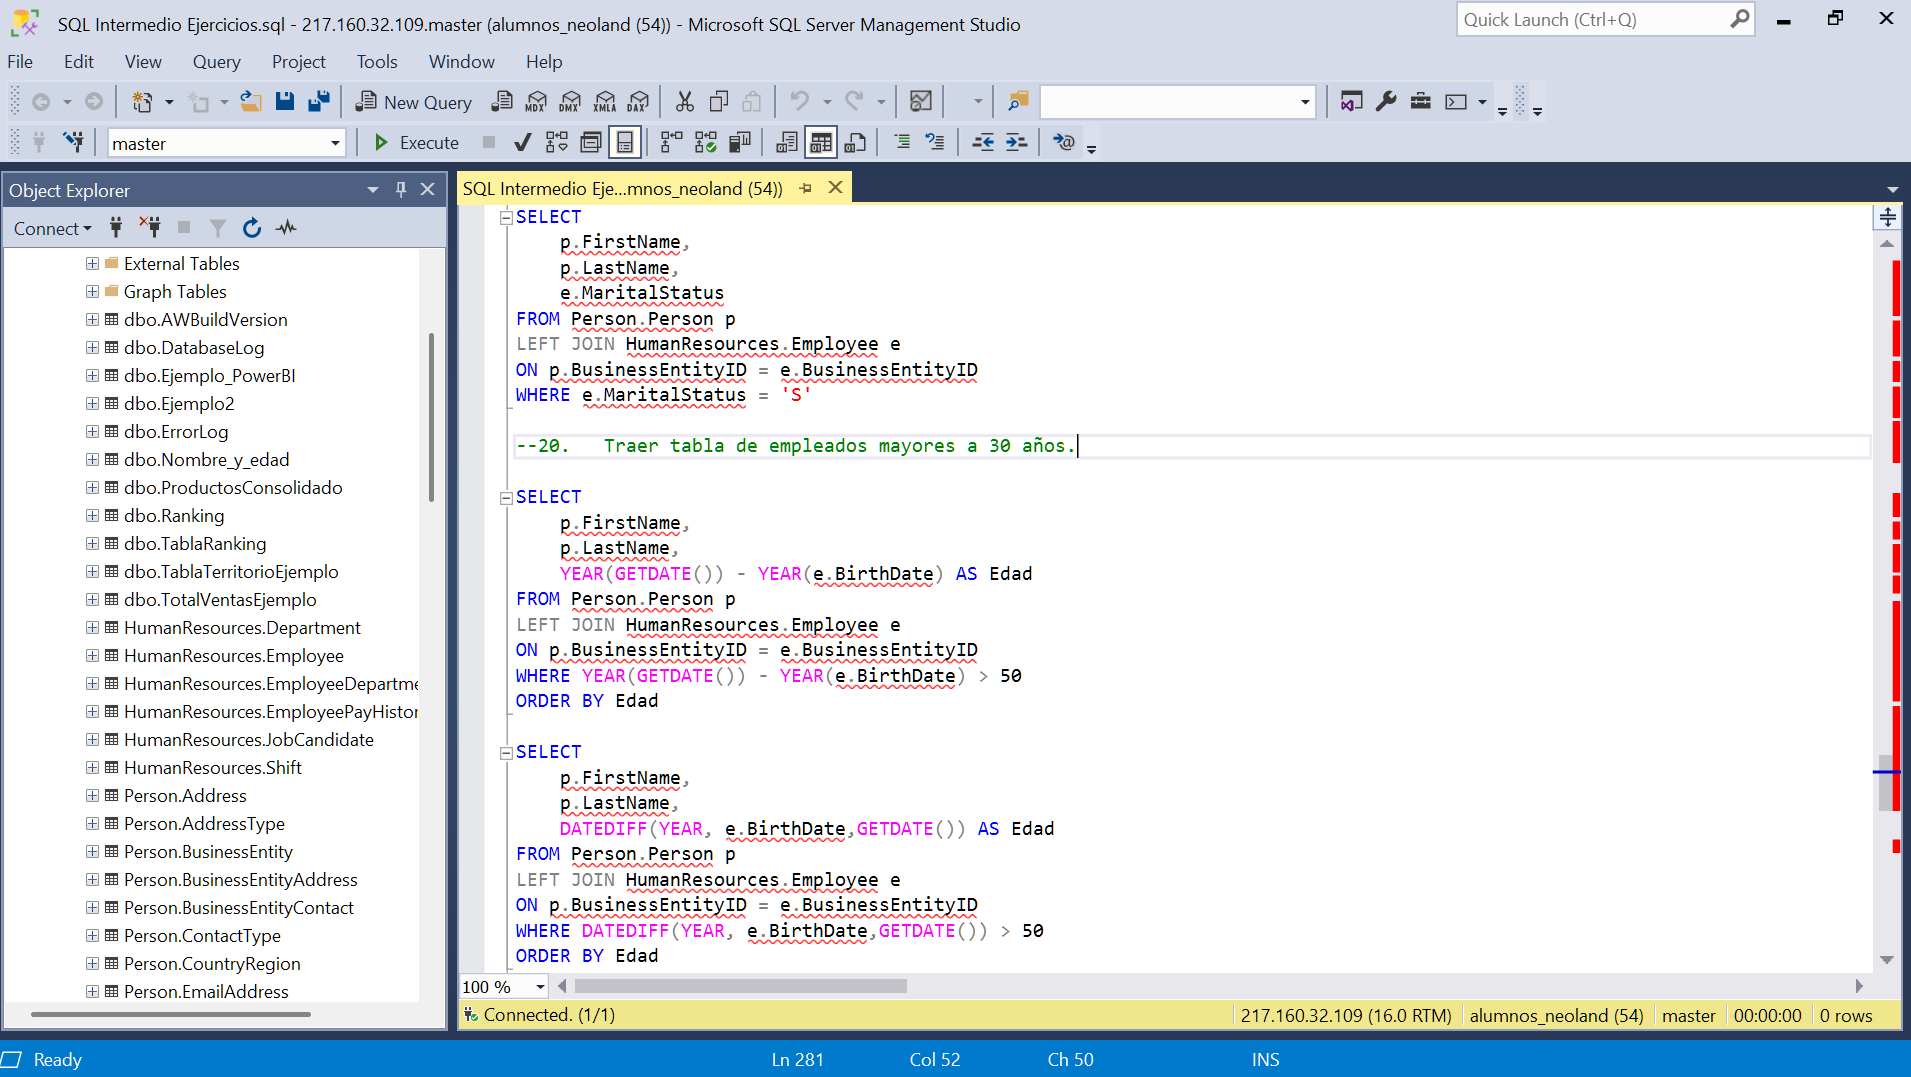 SQL Intermedio Ejercicios.sql - 217.160.32.109.master (alumnos_neoland (54)) - Microsoft SQL Server Management Studio
Quick Launch (Ctrl+Q)
File Edit View Query Project Tools Window Help
New Query MDX DMX XMLA DAX
master Execute
Object Explorer
SQL Intermedio Eje...mnos_neoland (54))
Connect
External Tables
Graph Tables
dbo.AWBuildVersion
dbo.DatabaseLog
dbo.Ejemplo_PowerBI
dbo.Ejemplo2
dbo.ErrorLog
dbo.Nombre_y_edad
dbo.ProductosConsolidado
dbo.Ranking
dbo.TablaRanking
dbo.TablaTerritorioEjemplo
dbo.TotalVentasEjemplo
HumanResources.Department
HumanResources.Employee
HumanResources.EmployeeDepartme
HumanResources.EmployeePayHistor
HumanResources.JobCandidate
HumanResources.Shift
Person.Address
Person.AddressType
Person.BusinessEntity
Person.BusinessEntityAddress
Person.BusinessEntityContact
Person.ContactType
Person.CountryRegion
Person.EmailAddress
SELECT
p.FirstName,
p.LastName,
e.MaritalStatus
FROM Person.Person p
LEFT JOIN HumanResources.Employee e
ON p.BusinessEntityID = e.BusinessEntityID
WHERE e.MaritalStatus = 'S'
--20. Traer tabla de empleados mayores a 30 años.
SELECT
p.FirstName,
p.LastName,
YEAR(GETDATE()) - YEAR(e.BirthDate) AS Edad
FROM Person.Person p
LEFT JOIN HumanResources.Employee e
ON p.BusinessEntityID = e.BusinessEntityID
WHERE YEAR(GETDATE()) - YEAR(e.BirthDate) > 50
ORDER BY Edad
SELECT
p.FirstName,
p.LastName,
DATEDIFF(YEAR, e.BirthDate,GETDATE()) AS Edad
FROM Person.Person p
LEFT JOIN HumanResources.Employee e
ON p.BusinessEntityID = e.BusinessEntityID
WHERE DATEDIFF(YEAR, e.BirthDate,GETDATE()) > 50
ORDER BY Edad
100 %
Connected. (1/1) 217.160.32.109 (16.0 RTM) alumnos_neoland (54) master 00:00:00 0 rows
Ready Ln 281 Col 52 Ch 50 INS